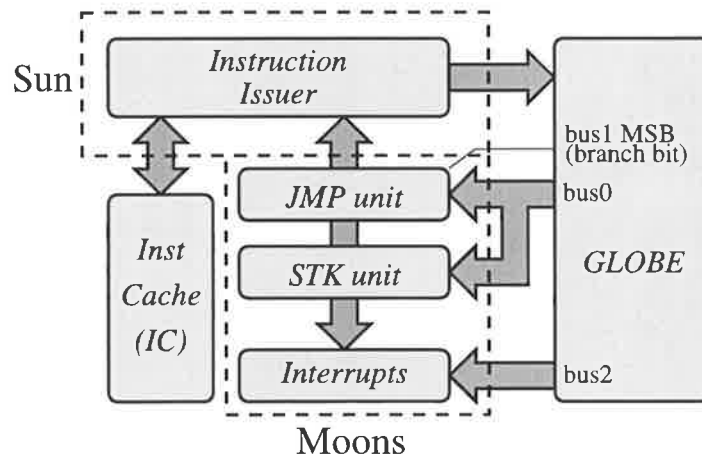 Instruction
Issuer
Sun
bus1 MSB
(branch bit)
JMP unit
bus0
Inst
Cache
(IC)
STK unit
GLOBE
Interrupts
bus2
Moons